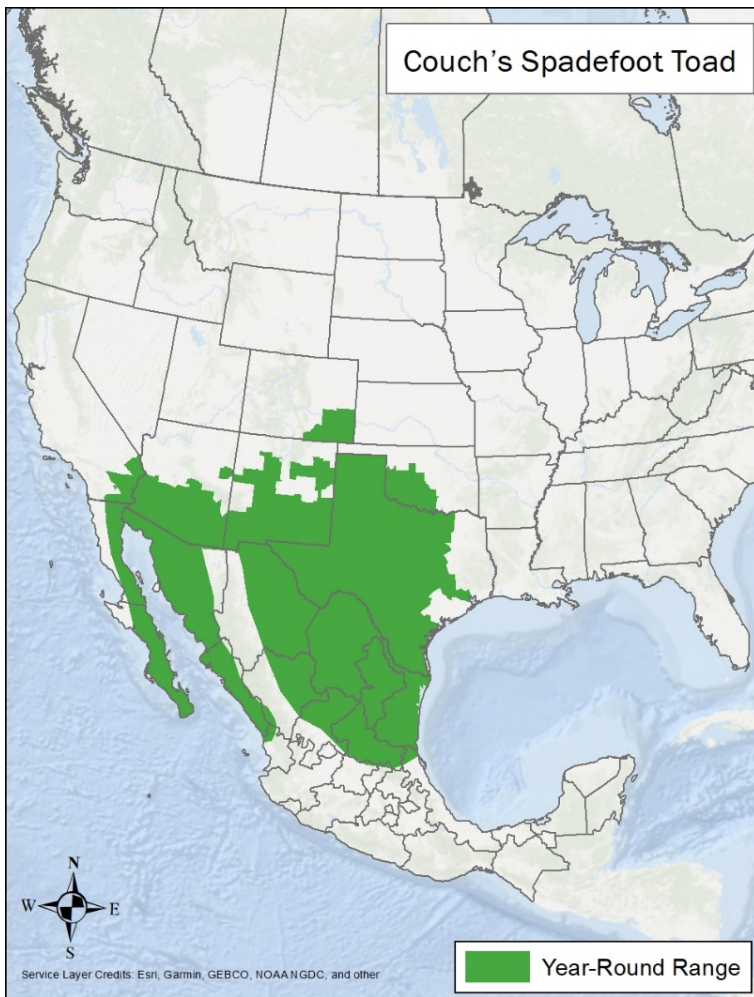 Couch's Spadefoot Toad
N
W E
S
Service Layer Credits: Esri, Garmin, GEBCO, NOAA NGDC, and other
Year-Round Range